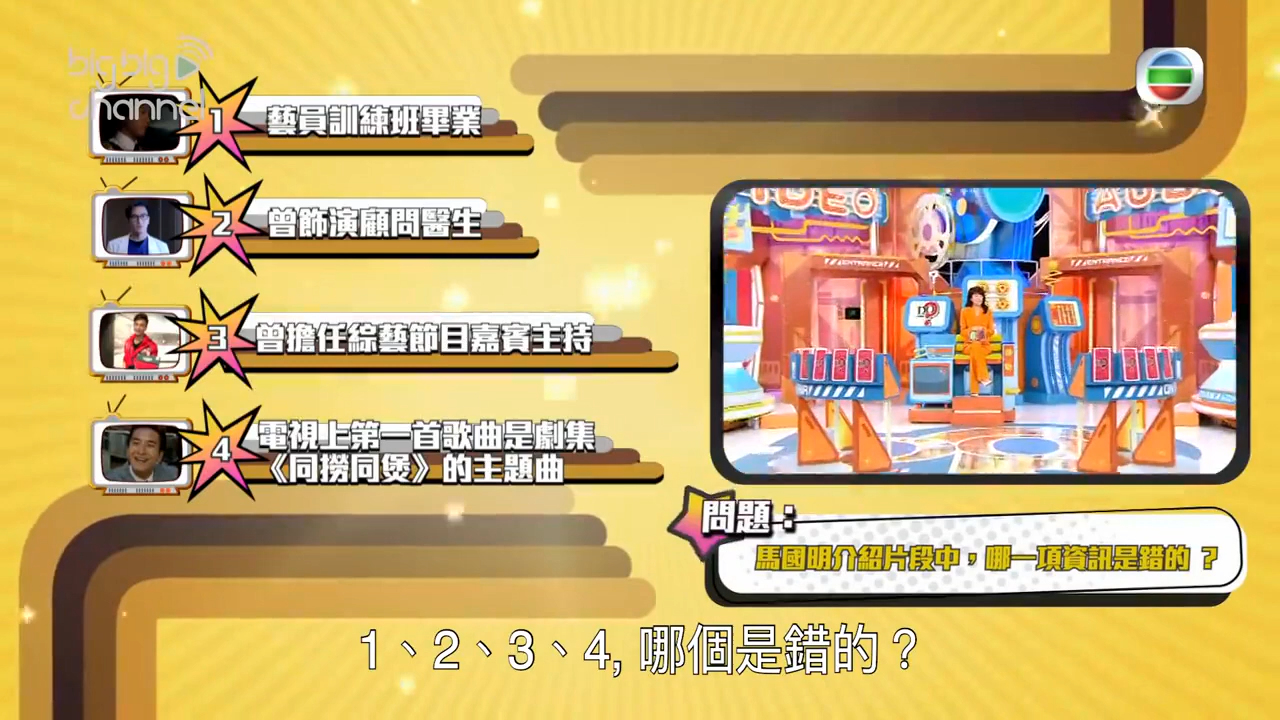 big big
channel
1
藝員訓練班畢業
2
曾飾演顧問醫生
3
曾擔任綜藝節目嘉賓主持
4
電視上第一首歌曲是劇集
《同撈同煲》的主題曲
ENTRANCE
ENTRANCE
問題：
馬國明介紹片段中，哪一項資訊是錯的？
1、2、3、4, 哪個是錯的？